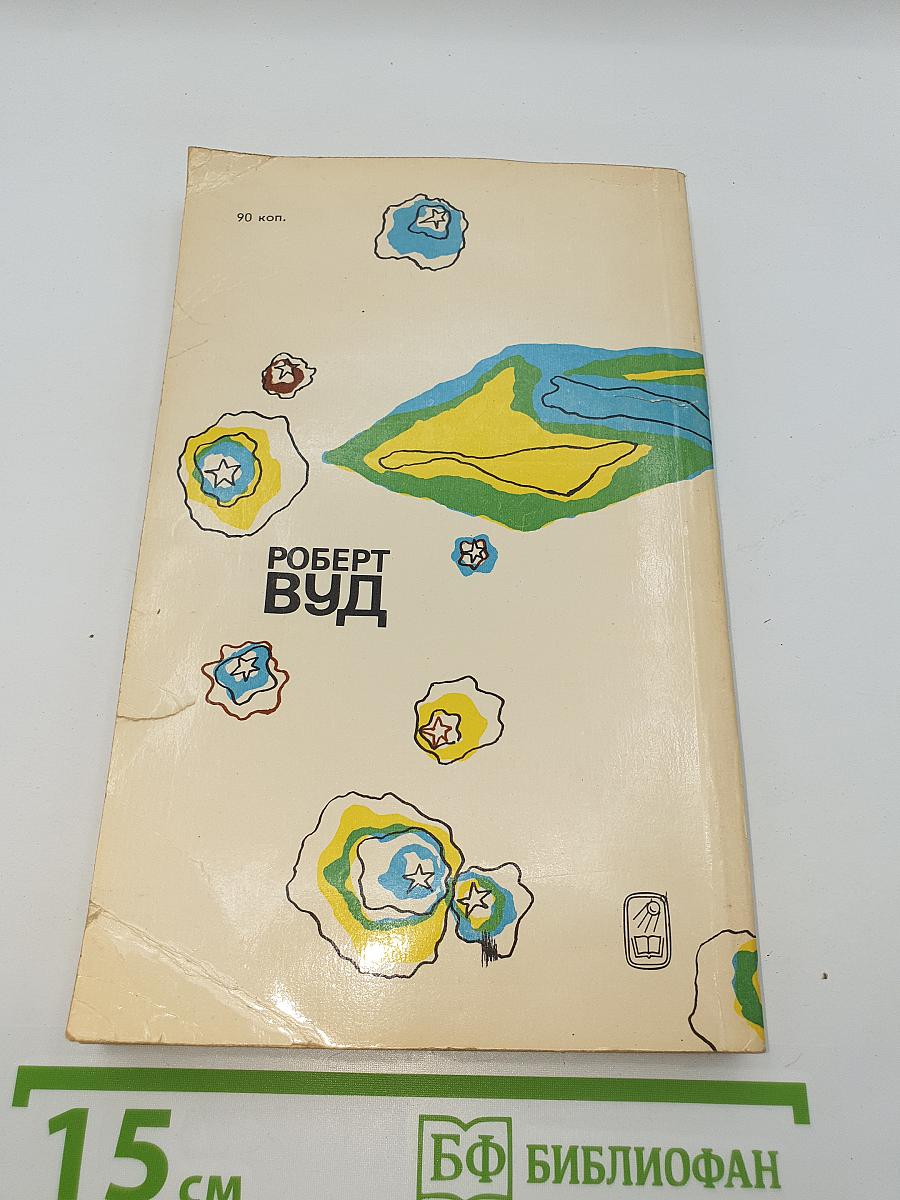 90 коп.
РОБЕРТ
ВУД
15 см
БФ БИБЛИОФАН